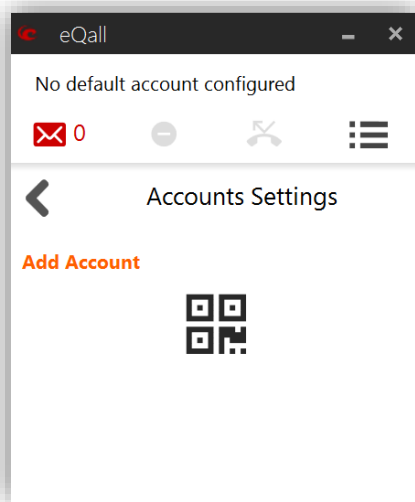 eQall
No default account configured
0
Accounts Settings
Add Account